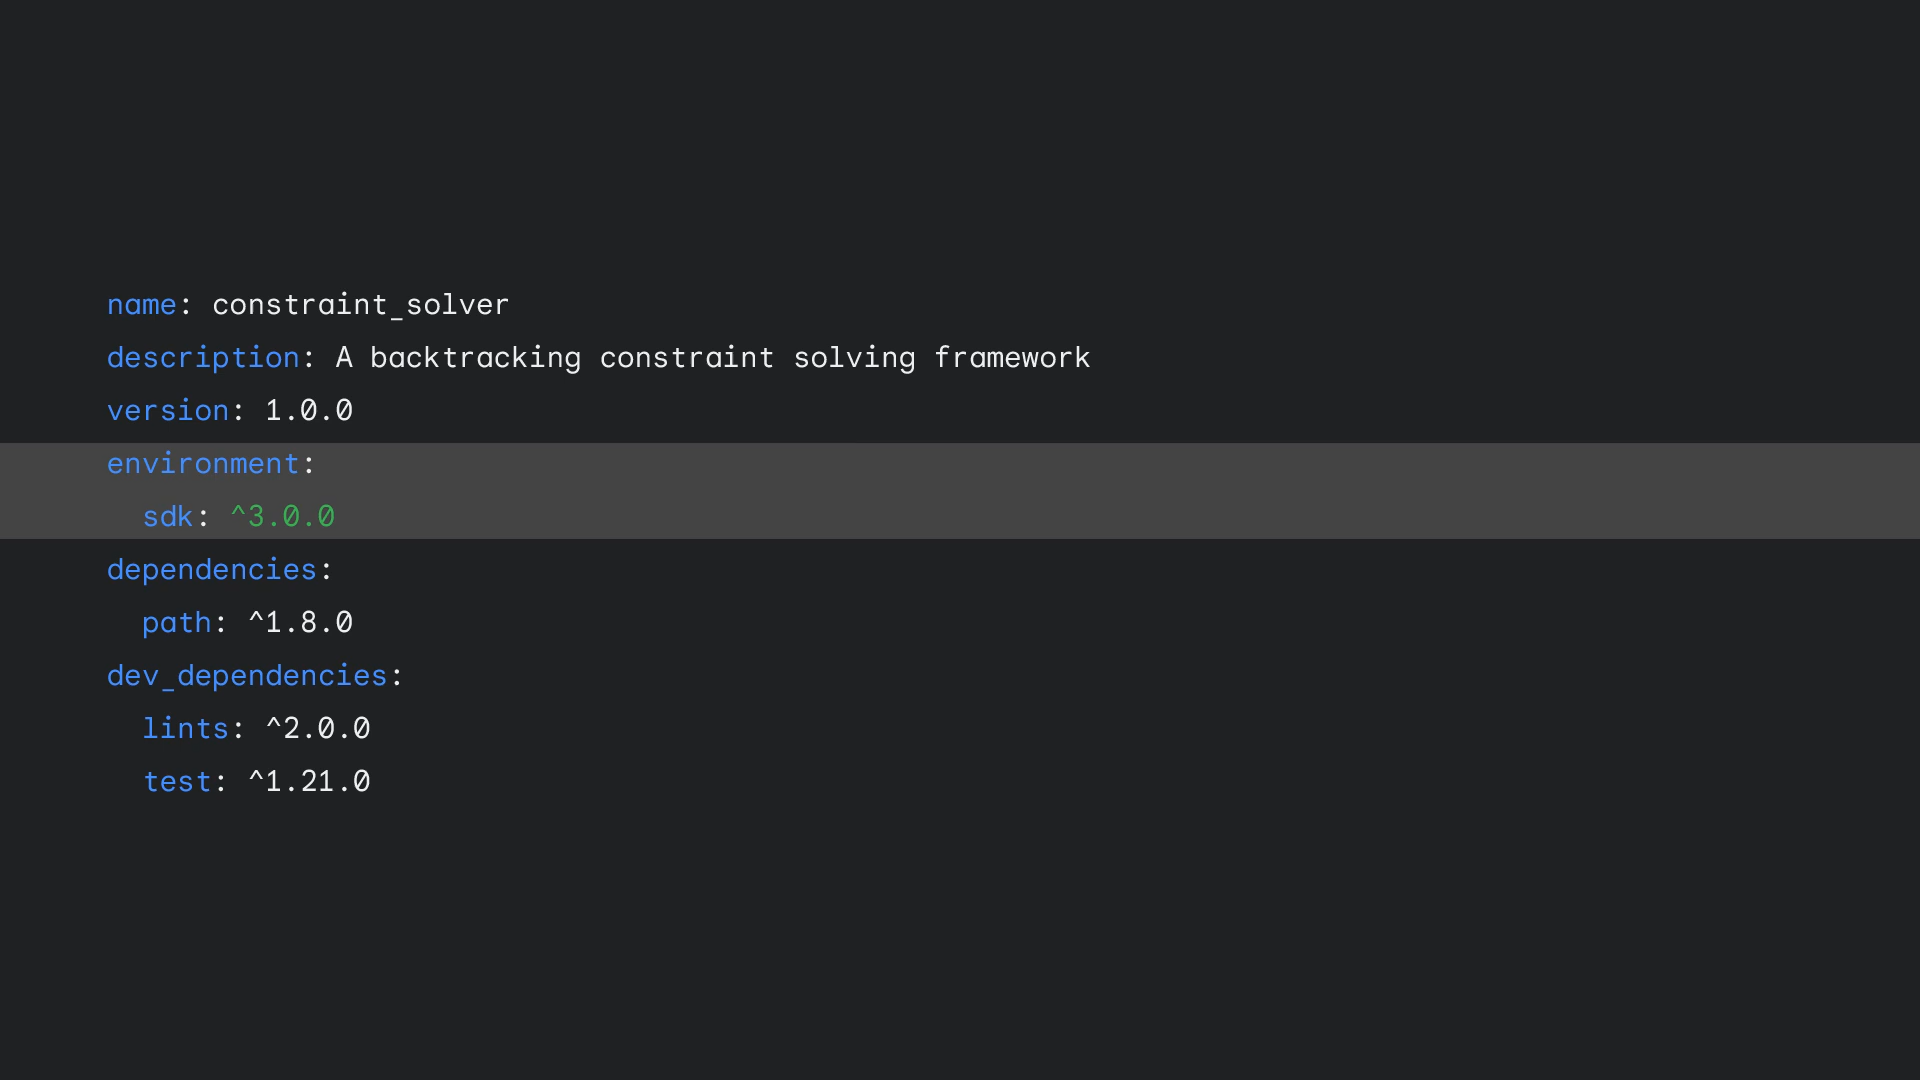 name: constraint_solver
description: A backtracking constraint solving framework
version: 1.0.0
environment:
  sdk: ^3.0.0
dependencies:
  path: ^1.8.0
dev_dependencies:
  lints: ^2.0.0
  test: ^1.21.0